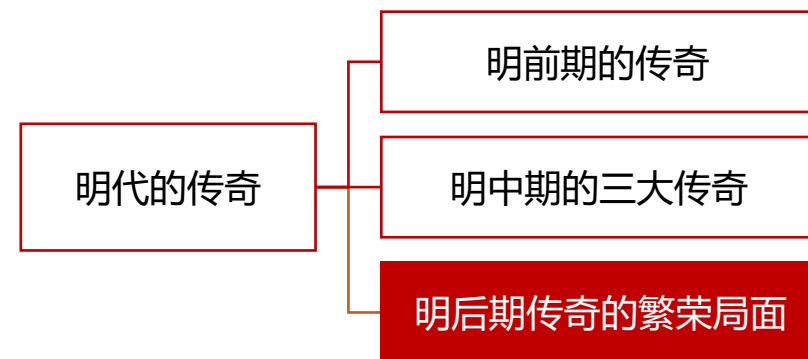 明前期的传奇
明代的传奇
明中期的三大传奇
明后期传奇的繁荣局面